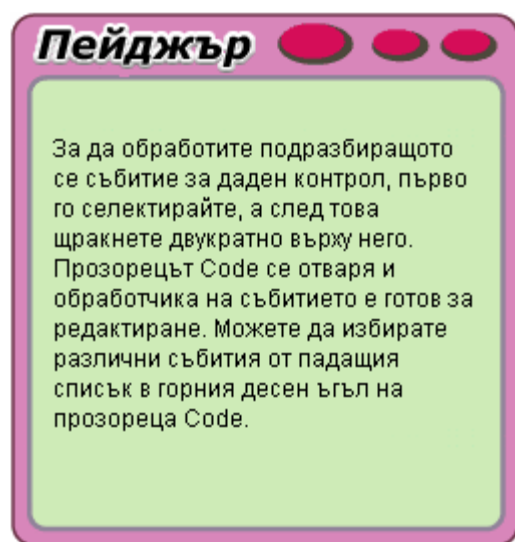 Пейджър
За да обработите подразбиращото
се събитие за даден контрол, първо
го селектирайте, а след това
щракнете двукратно върху него.
Прозорецът Code се отваря и
обработчика на събитието е готов за
редактиране. Можете да избирате
различни събития от падащия
списък в горния десен ъгъл на
прозореца Code.